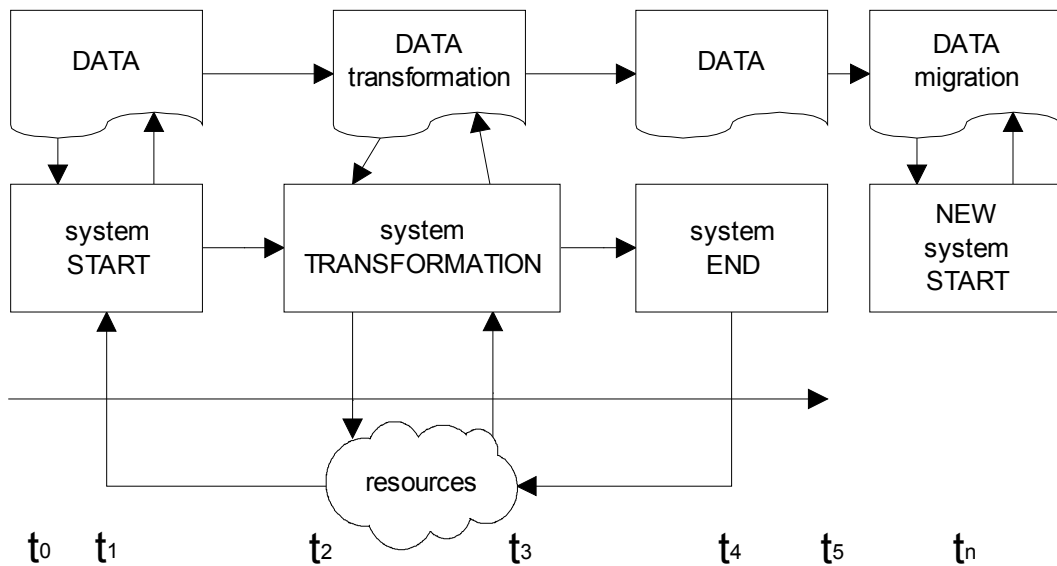 DATA
DATA
transformation
DATA
DATA
migration
system
START
system
TRANSFORMATION
system
END
NEW
system
START
resources
t0 t1 t2 t3 t4 t5 tn